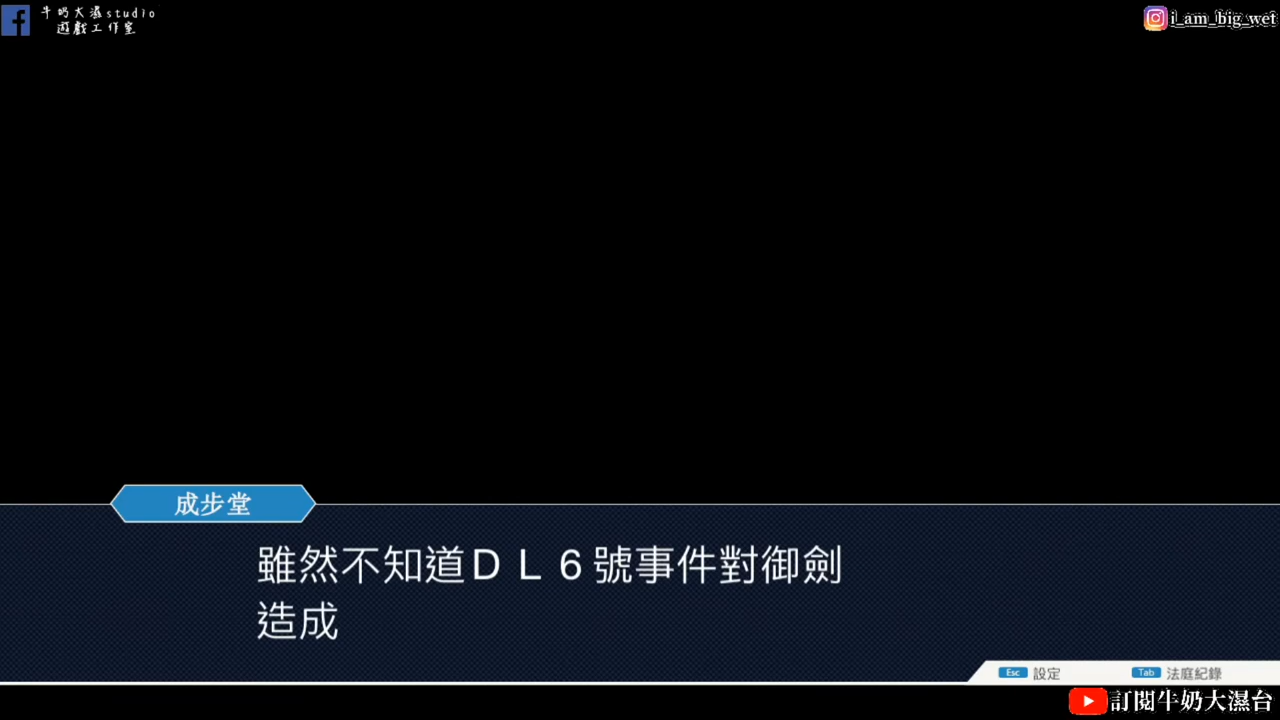 牛奶大濕studio
遊戲工作室
i_am_big_wet
成步堂
雖然不知道ＤＬ６號事件對御劍
造成
Esc 設定 Tab 法庭紀錄
訂閱牛奶大濕台